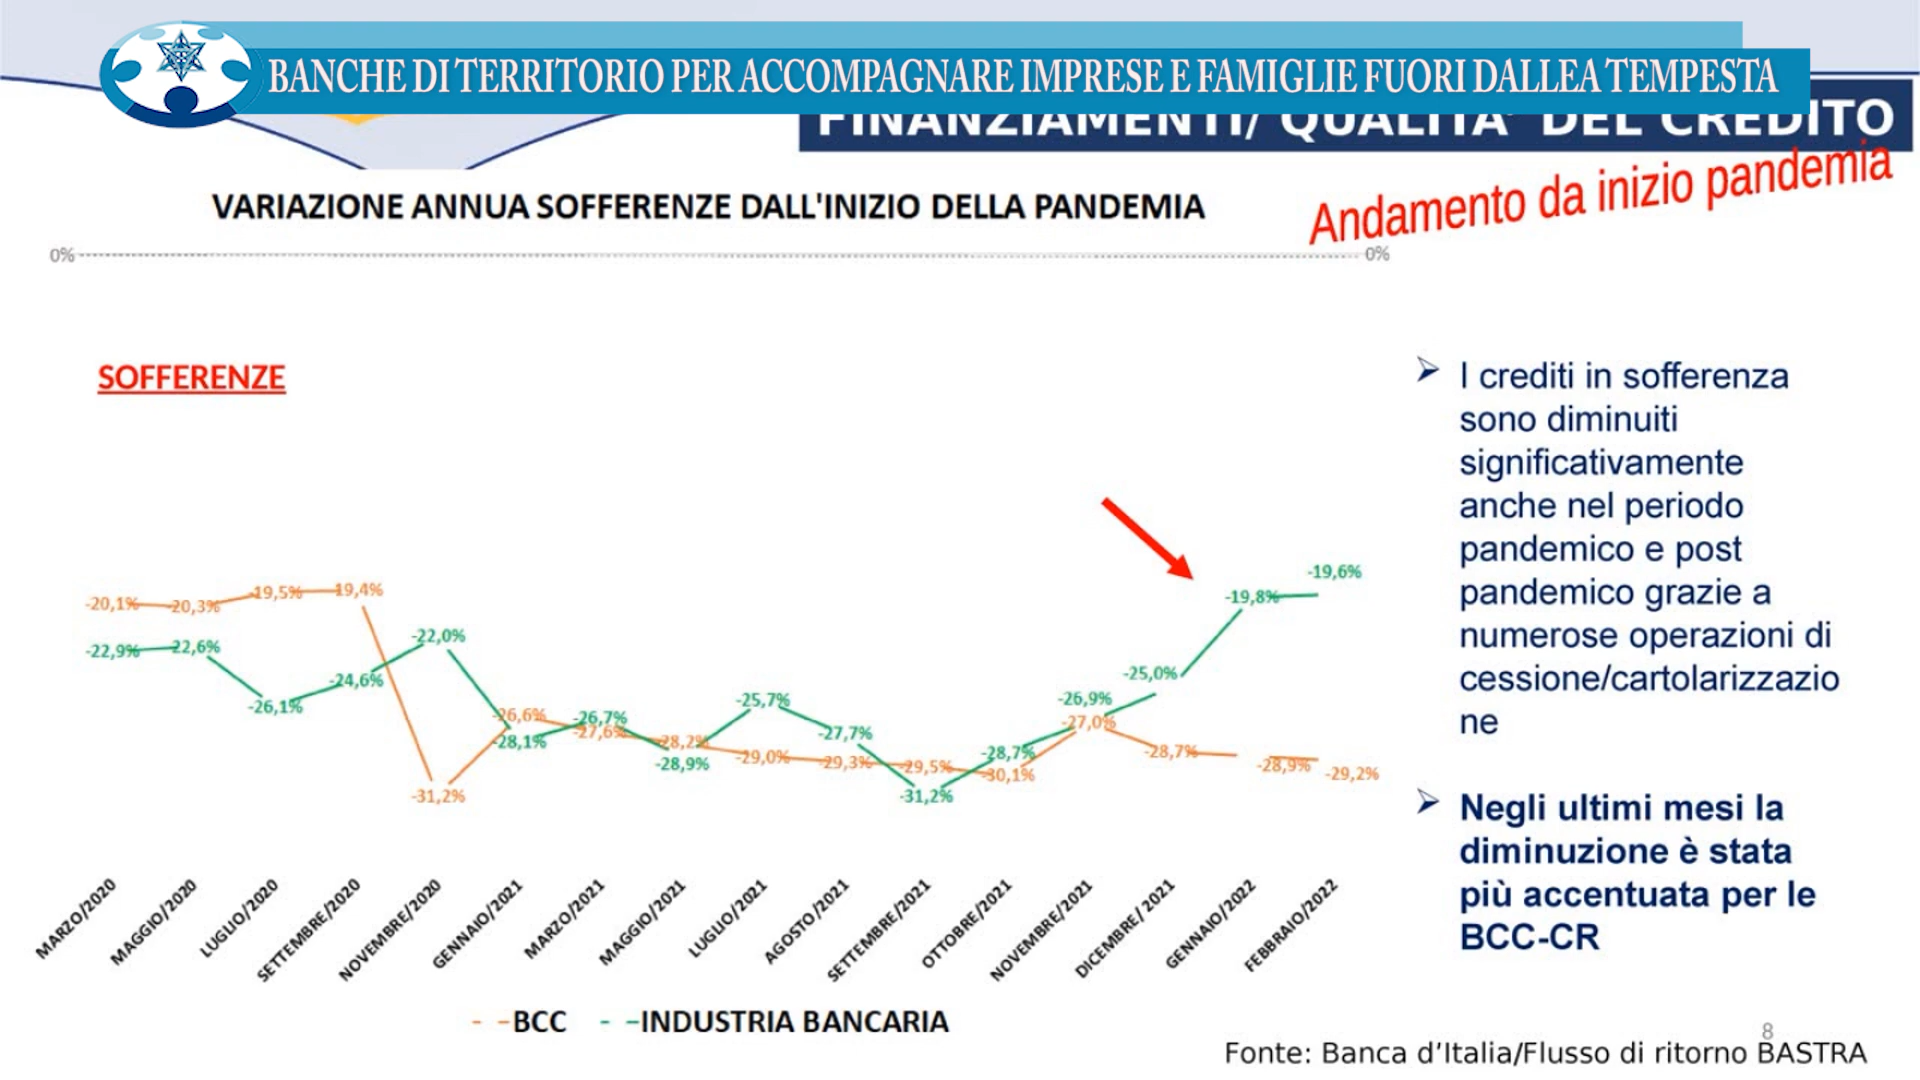 BANCHE DI TERRITORIO PER ACCOMPAGNARE IMPRESE E FAMIGLIE FUORI DALLEA TEMPESTA
FINANZIAMENTI/ QUALITA' DEL CREDITO
Andamento da inizio pandemia
VARIAZIONE ANNUA SOFFERENZE DALL'INIZIO DELLA PANDEMIA
0% 0%
SOFFERENZE
-20,1% -20,3% -19,5% -19,4% -31,2% -26,6% -27,6% -28,2% -29,0% -29,3% -29,5% -30,1% -27,0% -28,7% -28,9% -29,2%
-22,9% -22,6% -26,1% -24,6% -22,0% -28,1% -26,7% -28,9% -25,7% -27,7% -31,2% -28,7% -26,9% -25,0% -19,8% -19,6%
MARZO/2020
MAGGIO/2020
LUGLIO/2020
SETTEMBRE/2020
NOVEMBRE/2020
GENNAIO/2021
MARZO/2021
MAGGIO/2021
LUGLIO/2021
AGOSTO/2021
SETTEMBRE/2021
OTTOBRE/2021
NOVEMBRE/2021
DICEMBRE/ 2021
GENNAIO/2022
FEBBRAIO/2022
BCC INDUSTRIA BANCARIA
I crediti in sofferenza
sono diminuiti
significativamente
anche nel periodo
pandemico e post
pandemico grazie a
numerose operazioni di
cessione/cartolarizzazio
ne
Negli ultimi mesi la
diminuzione è stata
più accentuata per le
BCC-CR
8
Fonte: Banca d'Italia/Flusso di ritorno BASTRA